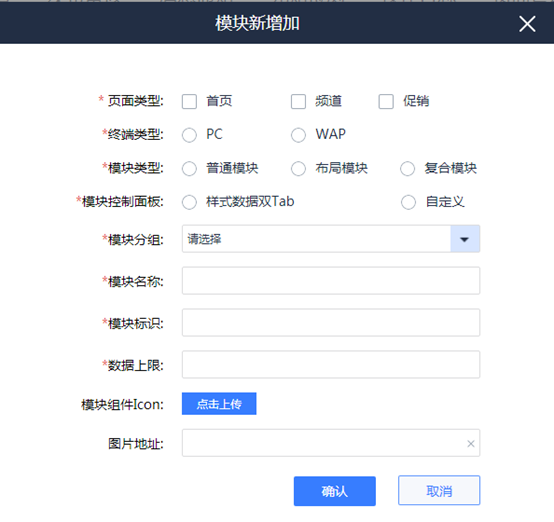 模块新增加
* 页面类型: 首页 频道 促销
*终端类型: PC WAP
*模块类型: 普通模块 布局模块 复合模块
*模块控制面板: 样式数据双Tab 自定义
*模块分组: 请选择
*模块名称:
*模块标识:
*数据上限:
模块组件Icon: 点击上传
图片地址:
确认 取消